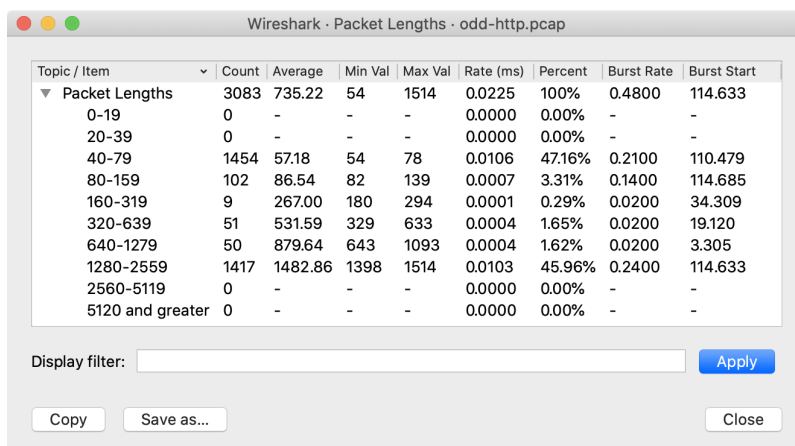 Wireshark · Packet Lengths · odd-http.pcap
Topic / Item Count Average Min Val Max Val Rate (ms) Percent Burst Rate Burst Start
Packet Lengths 3083 735.22 54 1514 0.0225 100% 0.4800 114.633
0-19 0 - - - 0.0000 0.00% - -
20-39 0 - - - 0.0000 0.00% - -
40-79 1454 57.18 54 78 0.0106 47.16% 0.2100 110.479
80-159 102 86.54 82 139 0.0007 3.31% 0.1400 114.685
160-319 9 267.00 180 294 0.0001 0.29% 0.0200 34.309
320-639 51 531.59 329 633 0.0004 1.65% 0.0200 19.120
640-1279 50 879.64 643 1093 0.0004 1.62% 0.0200 3.305
1280-2559 1417 1482.86 1398 1514 0.0103 45.96% 0.2400 114.633
2560-5119 0 - - - 0.0000 0.00% - -
5120 and greater 0 - - - 0.0000 0.00% - -
Display filter: Apply
Copy Save as... Close